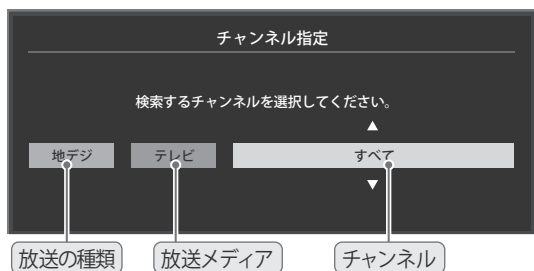 チャンネル指定
検索するチャンネルを選択してください。
地デジ テレビ すべて
放送の種類 放送メディア チャンネル